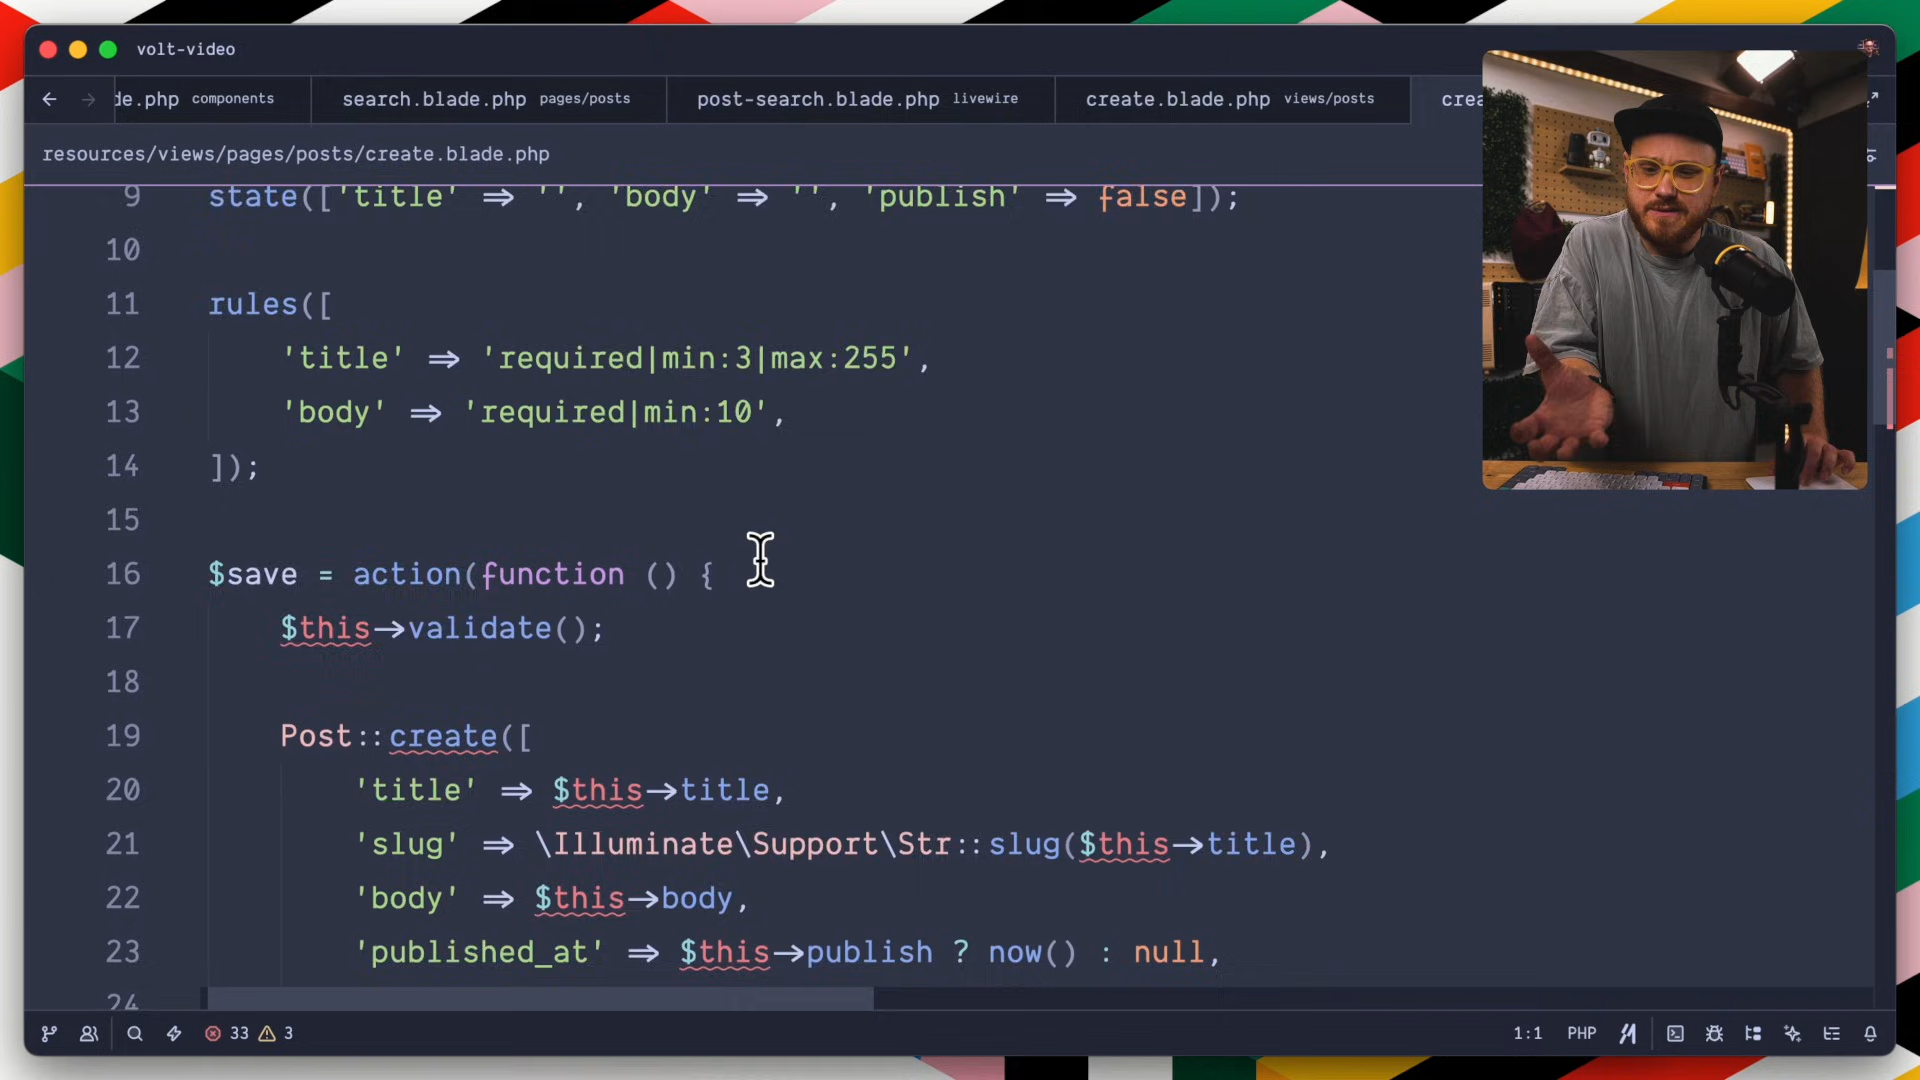 volt-video
de.php components
search.blade.php pages/posts
post-search.blade.php livewire
create.blade.php views/posts
crea
resources/views/pages/posts/create.blade.php
9 state(['title' => '', 'body' => '', 'publish' => false]);
10
11 rules([
12 'title' => 'required|min:3|max:255',
13 'body' => 'required|min:10',
14 ]);
15
16 $save = action(function () {
17 $this->validate();
18
19 Post::create([
20 'title' => $this->title,
21 'slug' => \Illuminate\Support\Str::slug($this->title),
22 'body' => $this->body,
23 'published_at' => $this->publish ? now() : null,
24
33 3 1:1 PHP